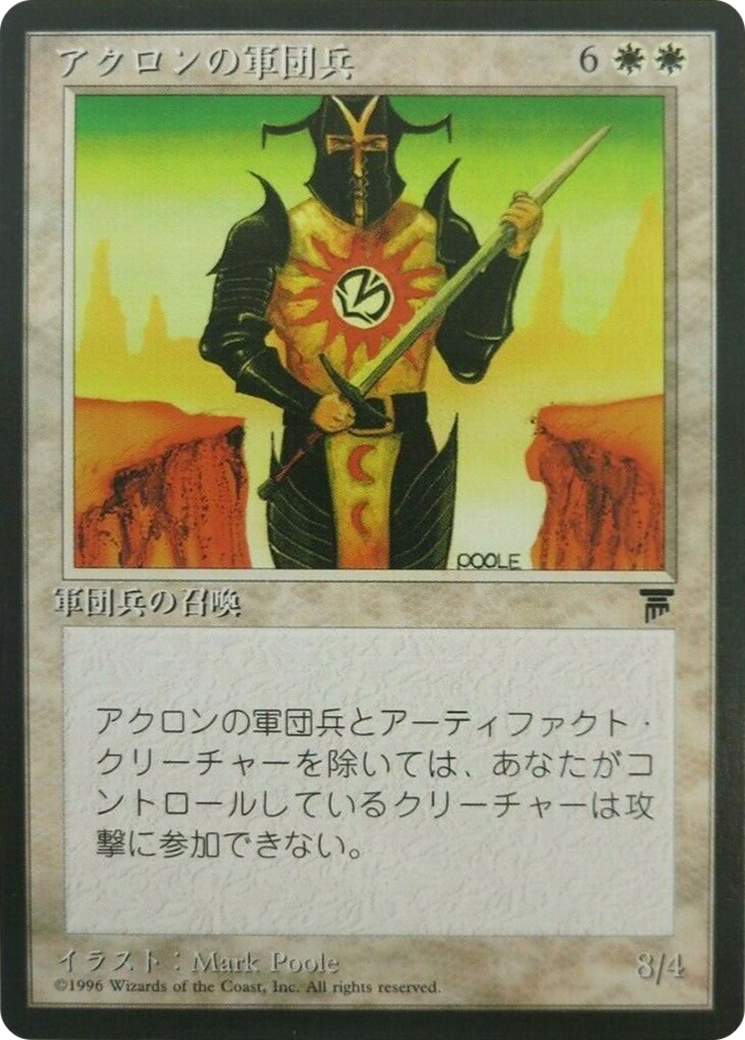 アクロンの軍団兵 6
POOLE
軍団兵の召喚
アクロンの軍団兵とアーティファクト・
クリーチャーを除いては、あなたがコ
ントロールしているクリーチャーは攻
撃に参加できない。
イラスト：Mark Poole
8/4
©1996 Wizards of the Coast, Inc. All rights reserved.